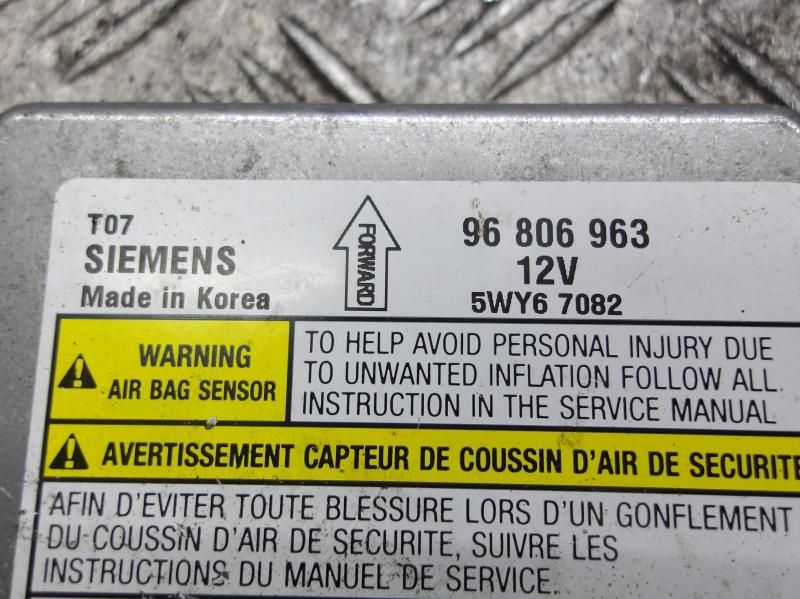 T07
SIEMENS
Made in Korea
FORWARD
96 806 963
12V
5WY6 7082
WARNING
AIR BAG SENSOR
TO HELP AVOID PERSONAL INJURY DUE
TO UNWANTED INFLATION FOLLOW ALL
INSTRUCTION IN THE SERVICE MANUAL
AVERTISSEMENT CAPTEUR DE COUSSIN D'AIR DE SECURITE
AFIN D'EVITER TOUTE BLESSURE LORS D'UN GONFLEMENT
DU COUSSIN D'AIR DE SECURITE, SUIVRE LES
INSTRUCTIONS DU MANUEL DE SERVICE.